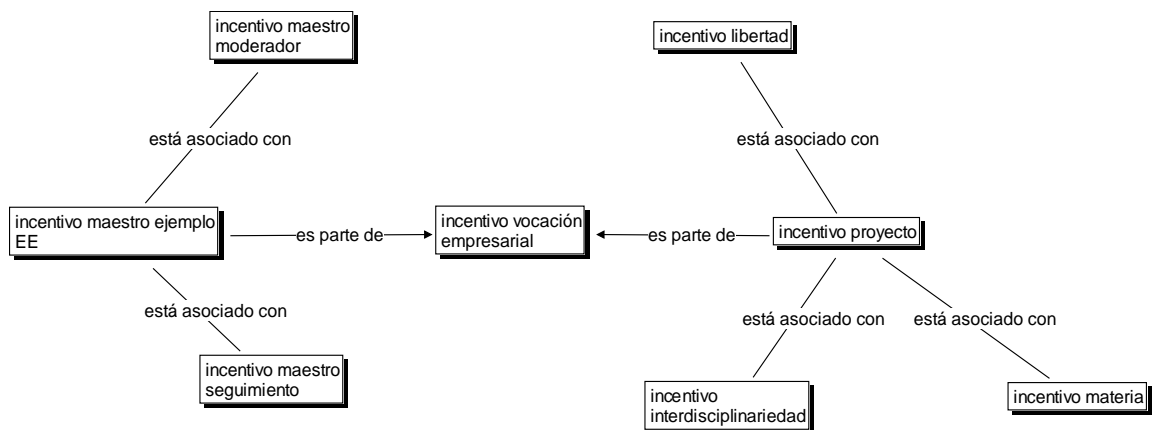 incentivo maestro
moderador
incentivo libertad
está asociado con
está asociado con
incentivo maestro ejemplo
EE
es parte de
incentivo vocación
empresarial
es parte de
incentivo proyecto
está asociado con
está asociado con
está asociado con
incentivo maestro
seguimiento
incentivo
interdisciplinariedad
incentivo materia